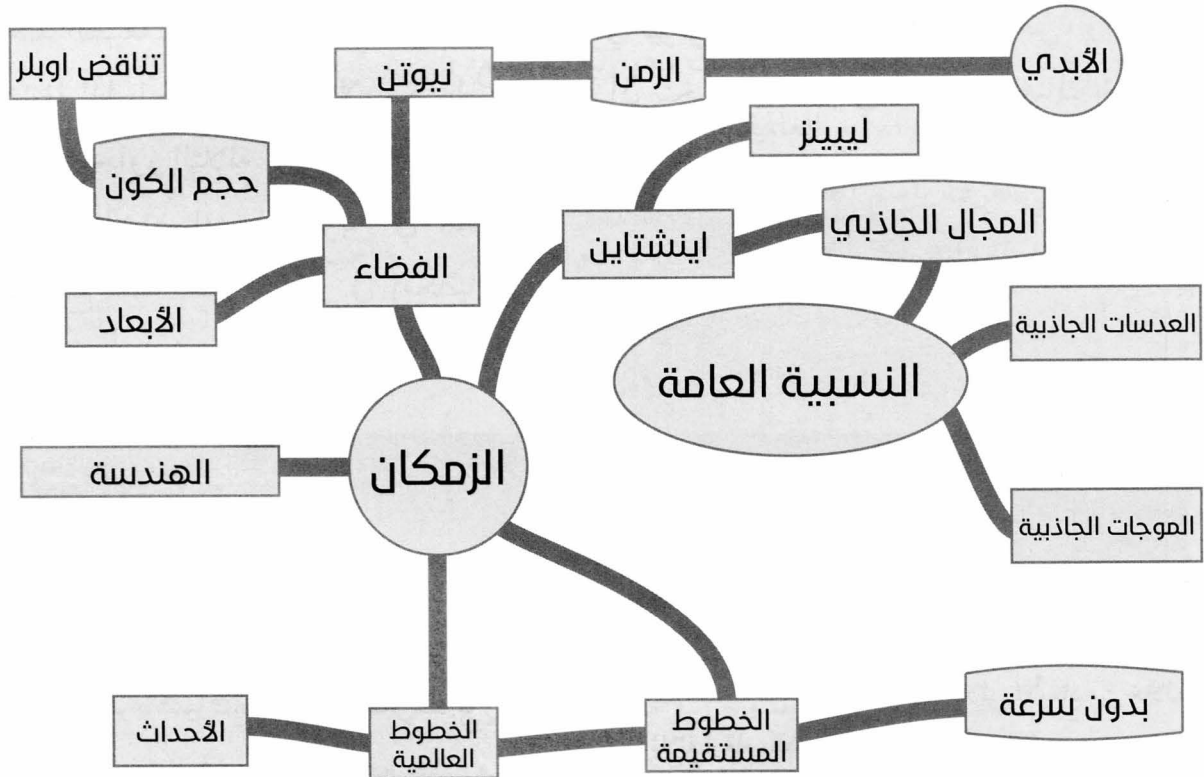 الأبدي
الزمن
نيوتن
تناقض اوبلر
ليبينز
حجم الكون
المجال الجاذبي
اينشتاين
الفضاء
الأبعاد
العدسات الجاذبية
النسبية العامة
الزمكان
الهندسة
الموجات الجاذبية
بدون سرعة
الخطوط
المستقيمة
الخطوط
العالمية
الأحداث